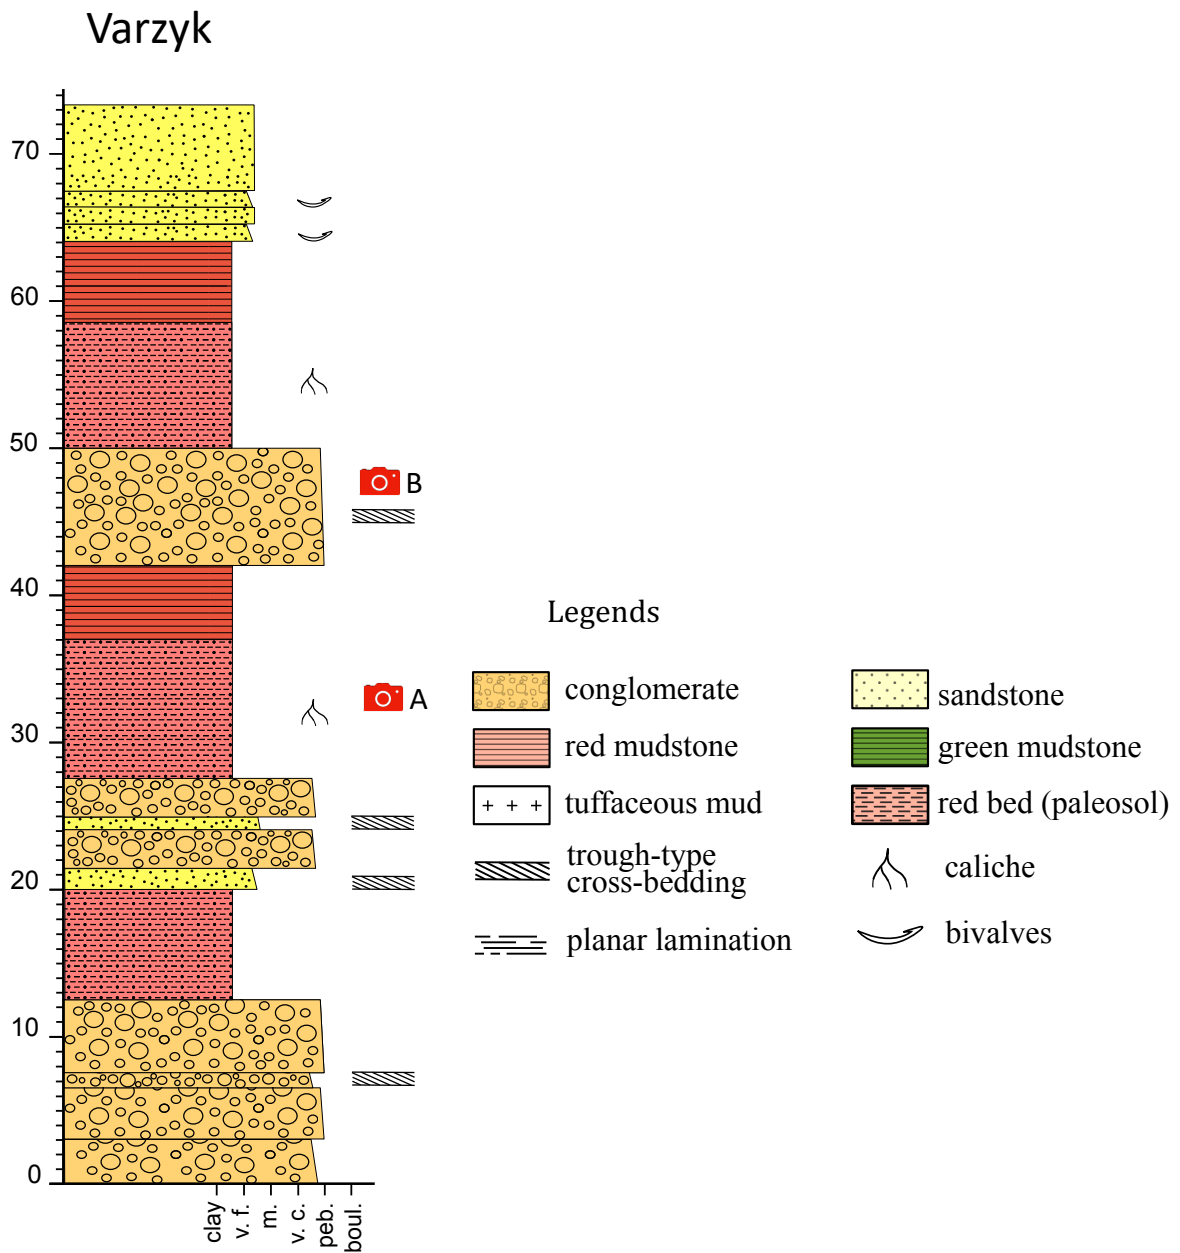 Varzyk
70
60
50
B
40
Legends
conglomerate
sandstone
A
red mudstone
green mudstone
30
tuffaceous mud
red bed (paleosol)
trough-type
cross-bedding
caliche
20
planar lamination
bivalves
10
0
clay
v. f.
m.
v. c.
peb.
boul.